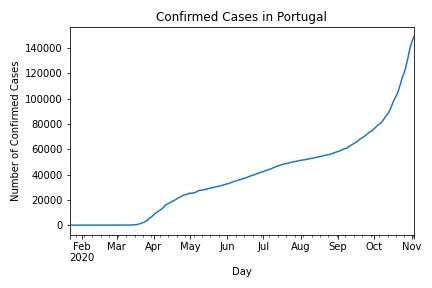 Confirmed Cases in Portugal
Number of Confirmed Cases
140000
120000
100000
80000
60000
40000
20000
0
Feb Mar Apr May Jun Jul Aug Sep Oct Nov
2020
Day